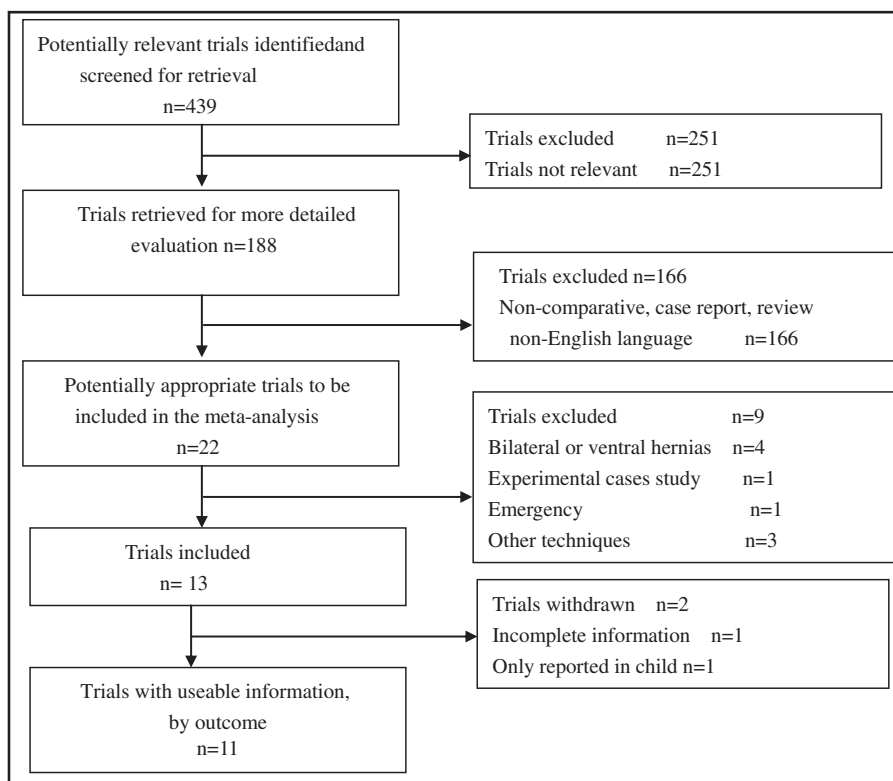 Potentially relevant trials identifiedand
screened for retrieval
n=439
Trials excluded n=251
Trials not relevant n=251
Trials retrieved for more detailed
evaluation n=188
Trials excluded n=166
Non-comparative, case report, review
non-English language n=166
Potentially appropriate trials to be
included in the meta-analysis
n=22
Trials excluded n=9
Bilateral or ventral hernias n=4
Experimental cases study n=1
Emergency n=1
Other techniques n=3
Trials included
n= 13
Trials withdrawn n=2
Incomplete information n=1
Only reported in child n=1
Trials with useable information,
by outcome
n=11